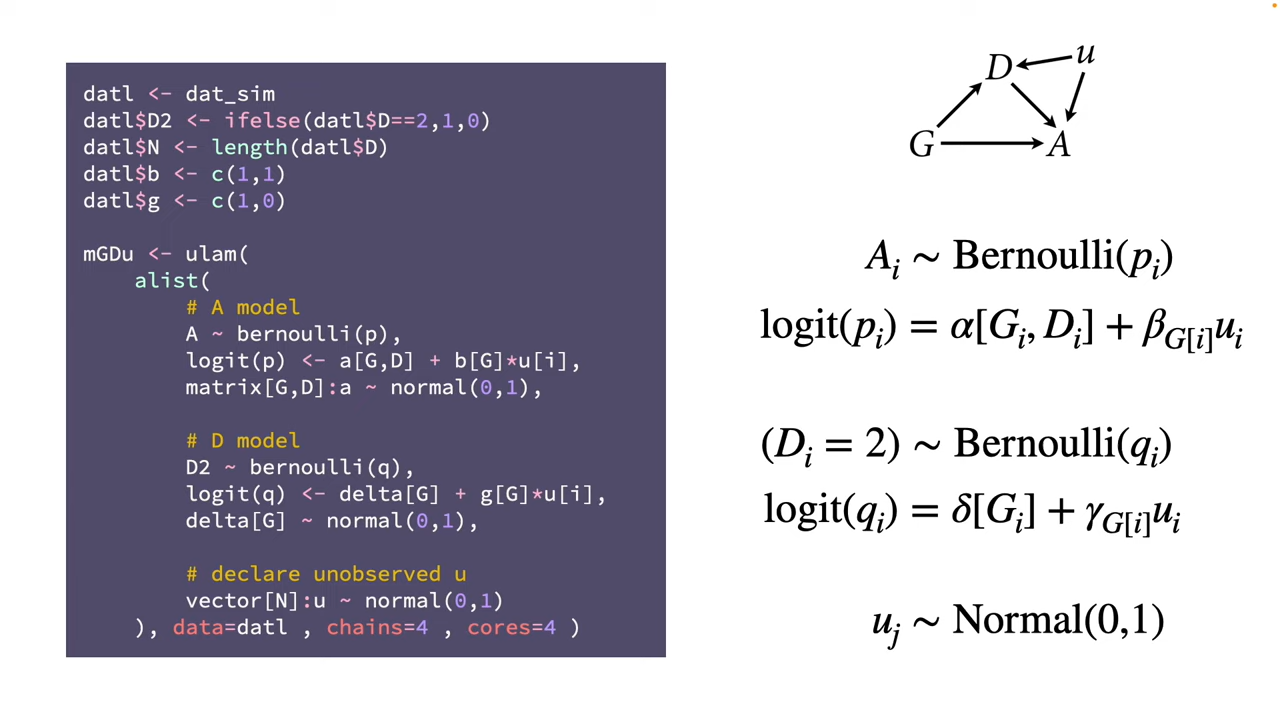 datl <- dat_sim
datl$D2 <- ifelse(datl$D==2,1,0)
datl$N <- length(datl$D)
datl$b <- c(1,1)
datl$g <- c(1,0)
mGDu <- ulam(
alist(
# A model
A ~ bernoulli(p),
logit(p) <- a[G,D] + b[G]*u[i],
matrix[G,D]:a ~ normal(0,1),
# D model
D2 ~ bernoulli(q),
logit(q) <- delta[G] + g[G]*u[i],
delta[G] ~ normal(0,1),
# declare unobserved u
vector[N]:u ~ normal(0,1)
), data=datl , chains=4 , cores=4 )
D u
G A
A_i ∼ Bernoulli(p_i)
logit(p_i) = α[G_i, D_i] + β_{G[i]}u_i
(D_i = 2) ∼ Bernoulli(q_i)
logit(q_i) = δ[G_i] + γ_{G[i]}u_i
u_j ∼ Normal(0,1)